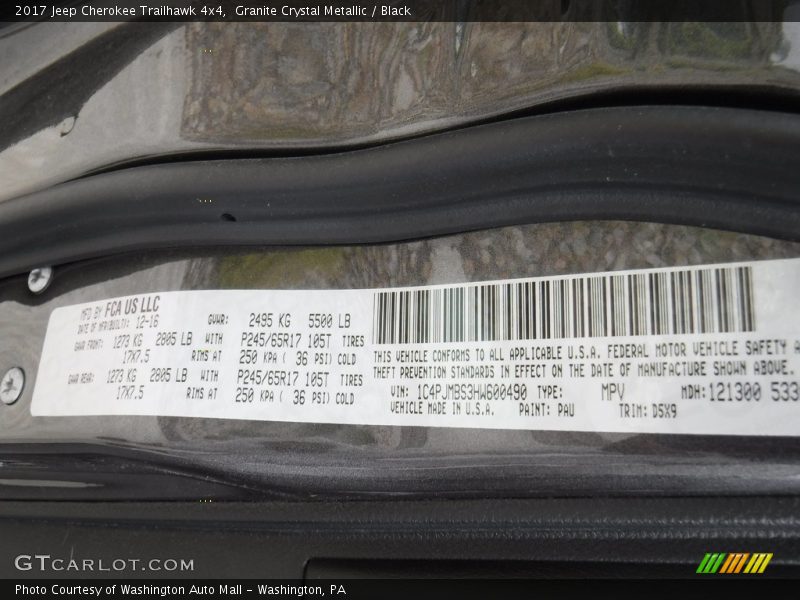 2017 Jeep Cherokee Trailhawk 4x4, Granite Crystal Metallic / Black
MFD BY FCA US LLC
DATE OF MFR(BUILT): 12-16 GVWR: 2495 KG 5500 LB
GAWR FRONT: 1273 KG 2805 LB WITH P245/65R17 105T TIRES
17X7.5 RIMS AT 250 KPA ( 36 PSI) COLD
GAWR REAR: 1273 KG 2805 LB WITH P245/65R17 105T TIRES
17X7.5 RIMS AT 250 KPA ( 36 PSI) COLD
THIS VEHICLE CONFORMS TO ALL APPLICABLE U.S.A. FEDERAL MOTOR VEHICLE SAFETY A
THEFT PREVENTION STANDARDS IN EFFECT ON THE DATE OF MANUFACTURE SHOWN ABOVE.
VIN: 1C4PJMBS3HW600490 TYPE: MPV MDH: 121300 533
VEHICLE MADE IN U.S.A. PAINT: PAU TRIM: D5X9
GTCARLOT.COM
Photo Courtesy of Washington Auto Mall - Washington, PA